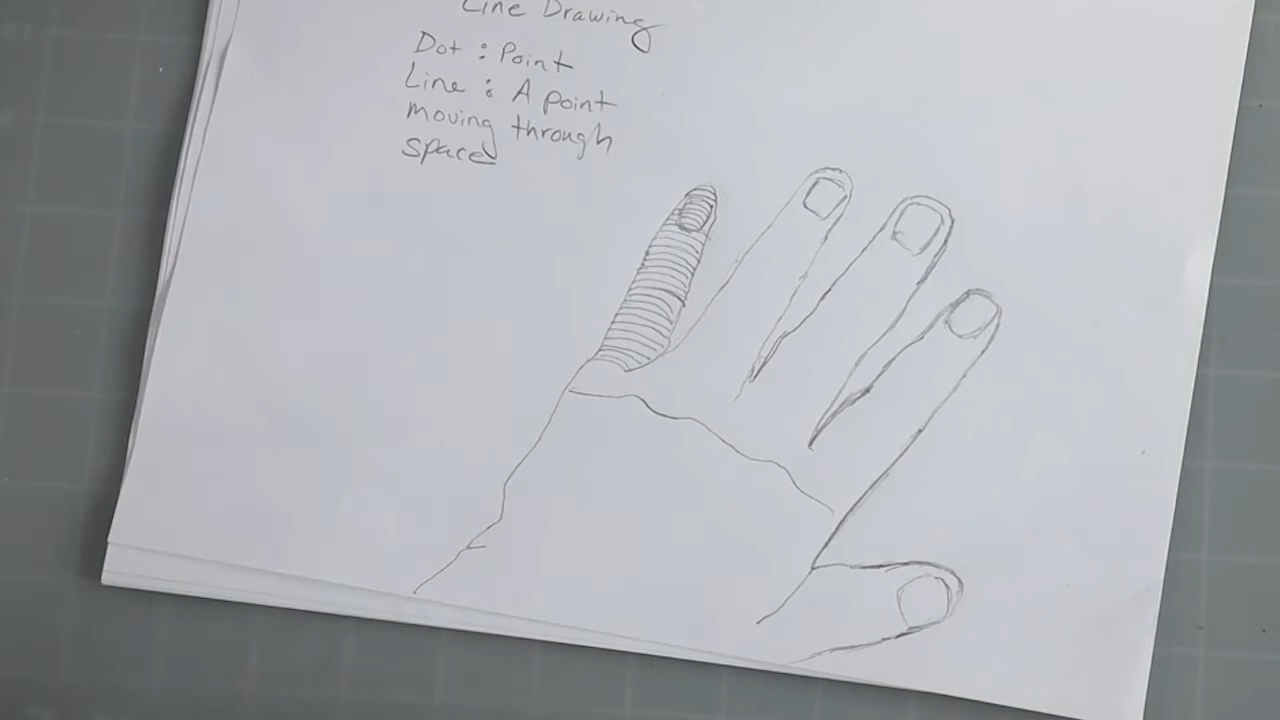 Line Drawing
Dot : Point
Line : A point
moving through
space